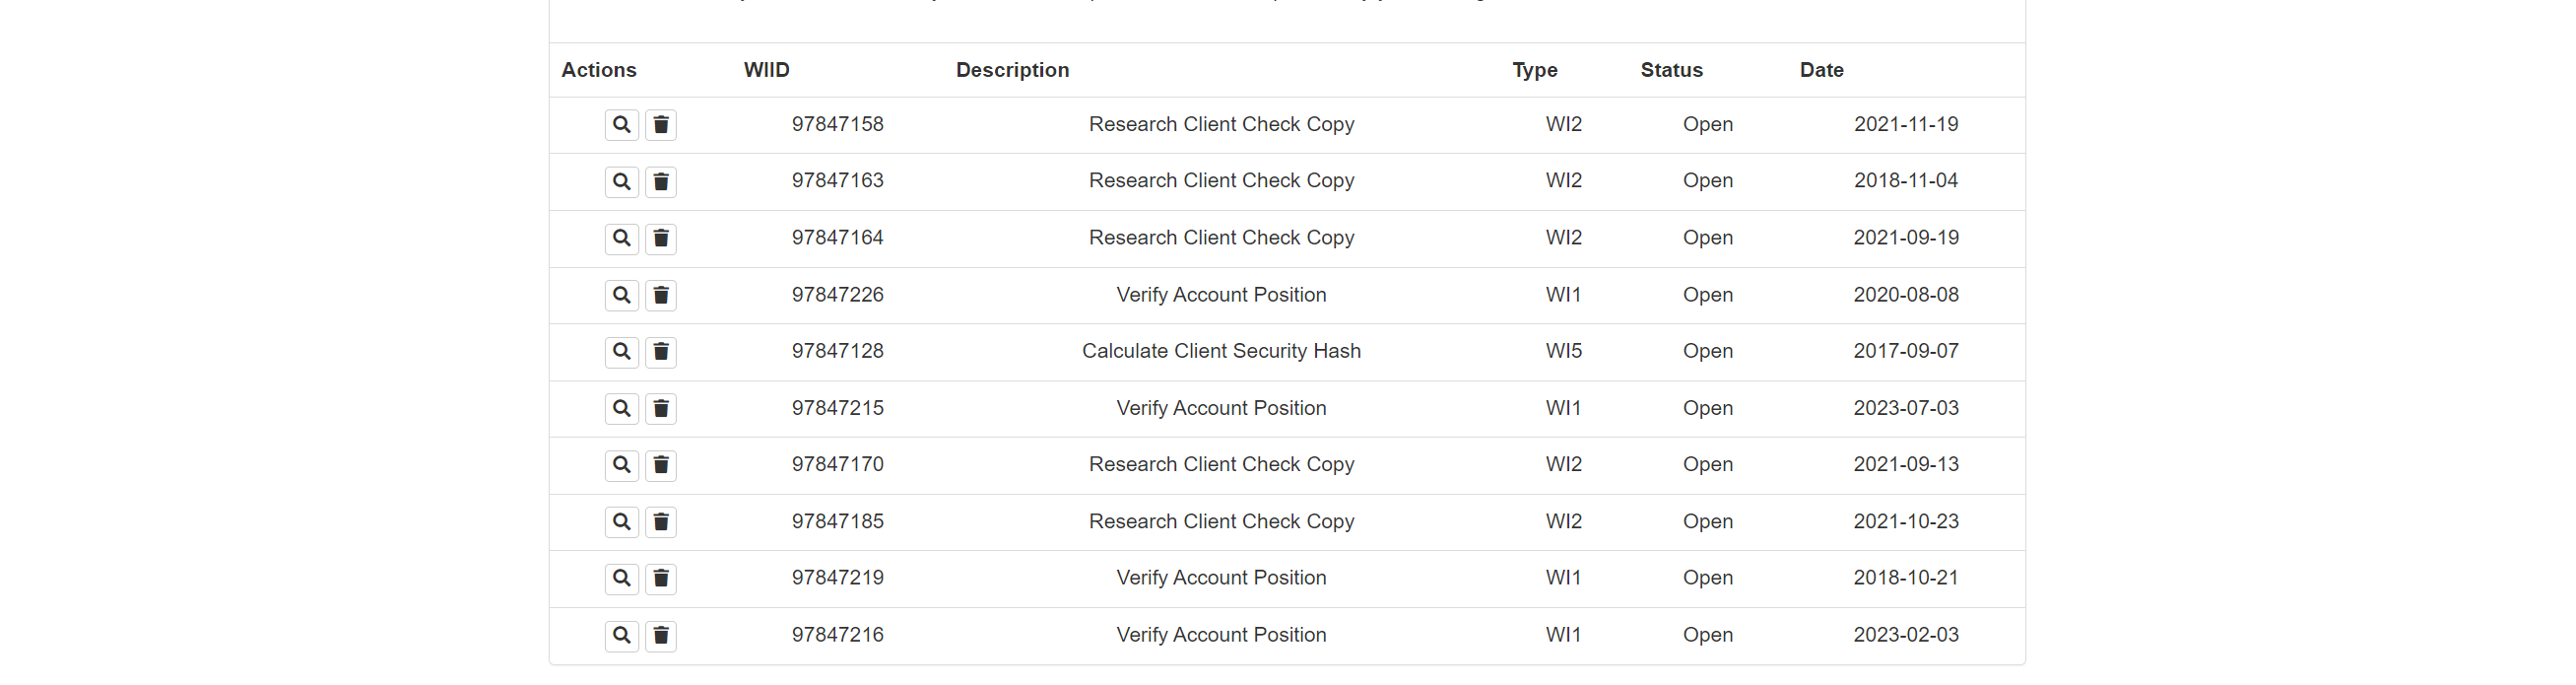 Actions WIID Description Type Status Date
97847158 Research Client Check Copy WI2 Open 2021-11-19
97847163 Research Client Check Copy WI2 Open 2018-11-04
97847164 Research Client Check Copy WI2 Open 2021-09-19
97847226 Verify Account Position WI1 Open 2020-08-08
97847128 Calculate Client Security Hash WI5 Open 2017-09-07
97847215 Verify Account Position WI1 Open 2023-07-03
97847170 Research Client Check Copy WI2 Open 2021-09-13
97847185 Research Client Check Copy WI2 Open 2021-10-23
97847219 Verify Account Position WI1 Open 2018-10-21
97847216 Verify Account Position WI1 Open 2023-02-03